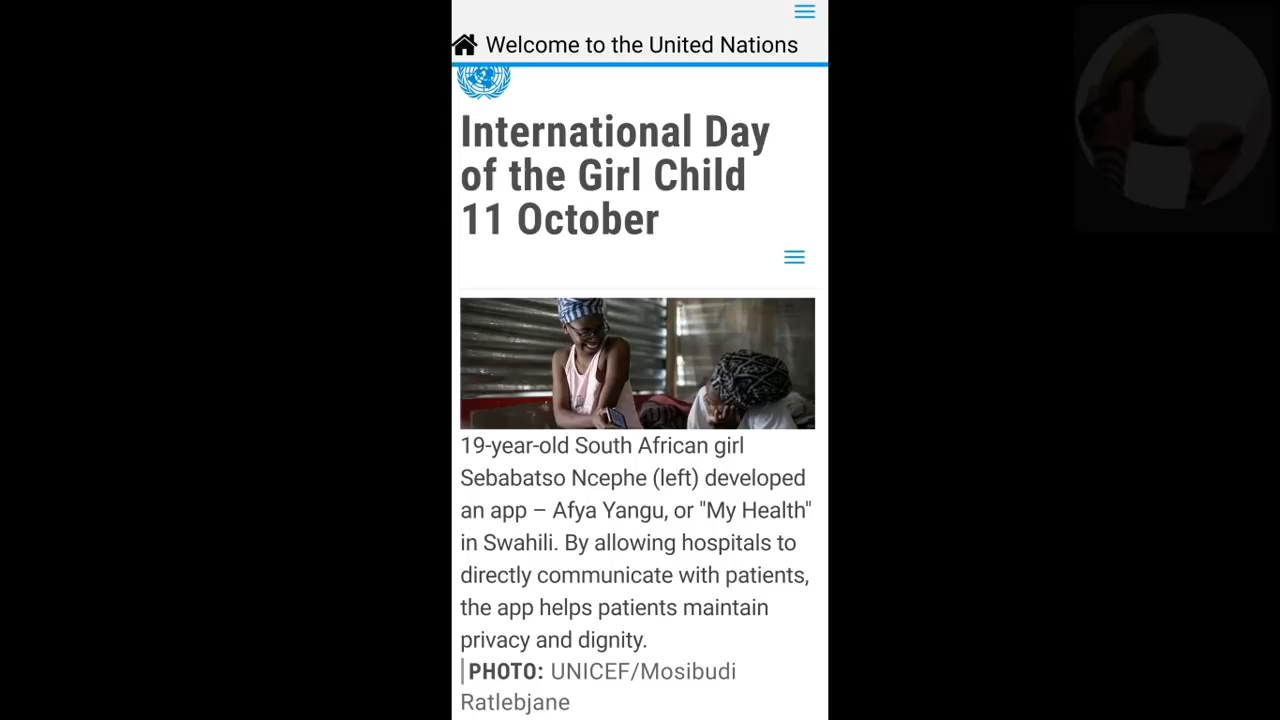 Welcome to the United Nations
International Day
of the Girl Child
11 October
19-year-old South African girl
Sebabatso Ncephe (left) developed
an app – Afya Yangu, or "My Health"
in Swahili. By allowing hospitals to
directly communicate with patients,
the app helps patients maintain
privacy and dignity.
PHOTO: UNICEF/Mosibudi
Ratlebjane